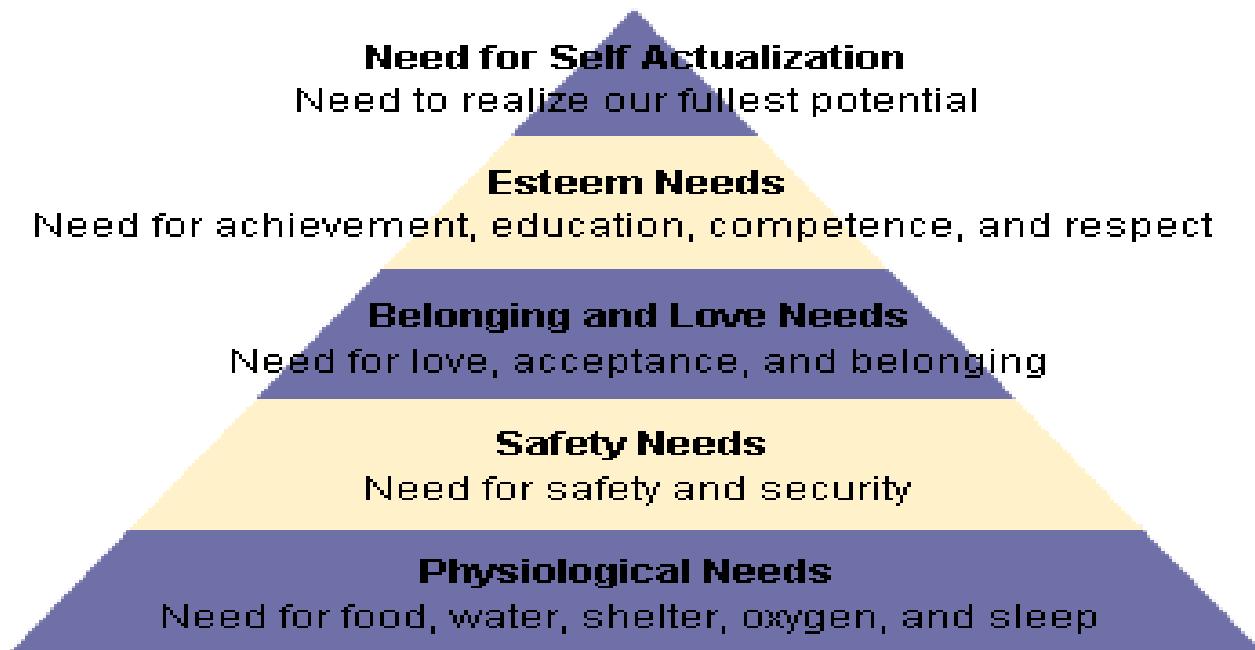 Need for Self Actualization
Need to realize our fullest potential
Esteem Needs
Need for achievement, education, competence, and respect
Belonging and Love Needs
Need for love, acceptance, and belonging
Safety Needs
Need for safety and security
Physiological Needs
Need for food, water, shelter, oxygen, and sleep